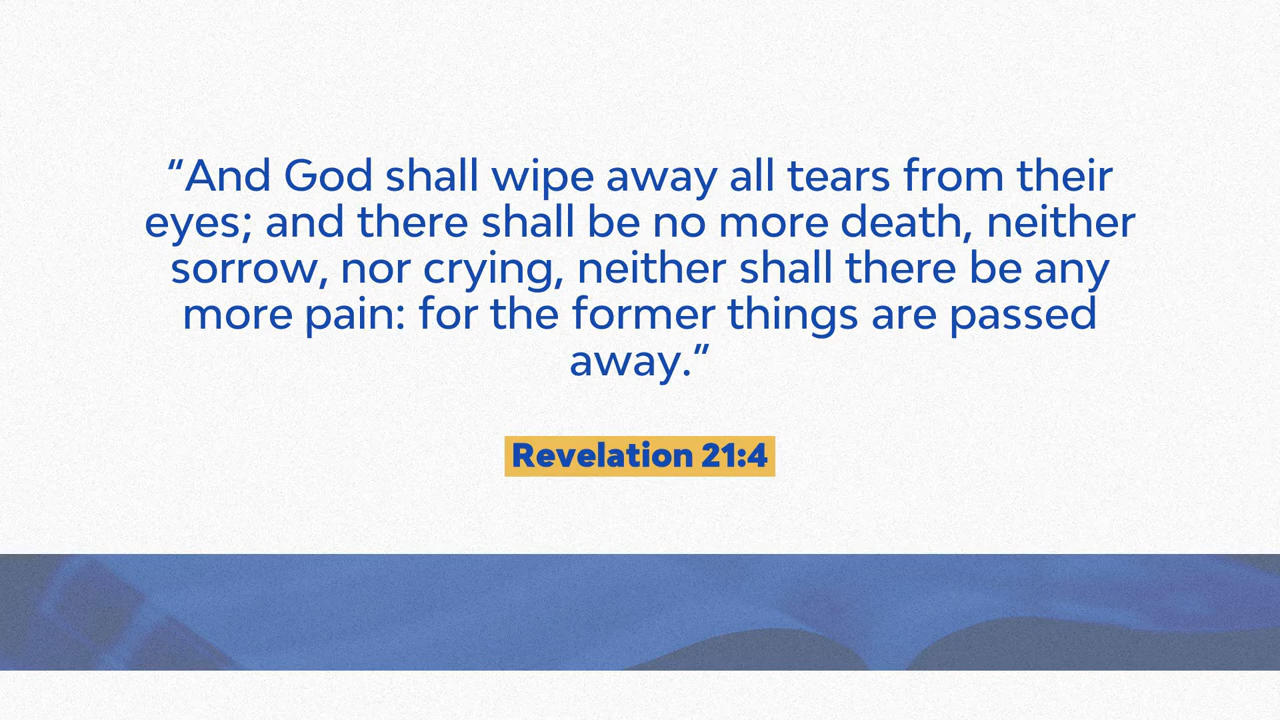 “And God shall wipe away all tears from their
eyes; and there shall be no more death, neither
sorrow, nor crying, neither shall there be any
more pain: for the former things are passed
away.”
Revelation 21:4